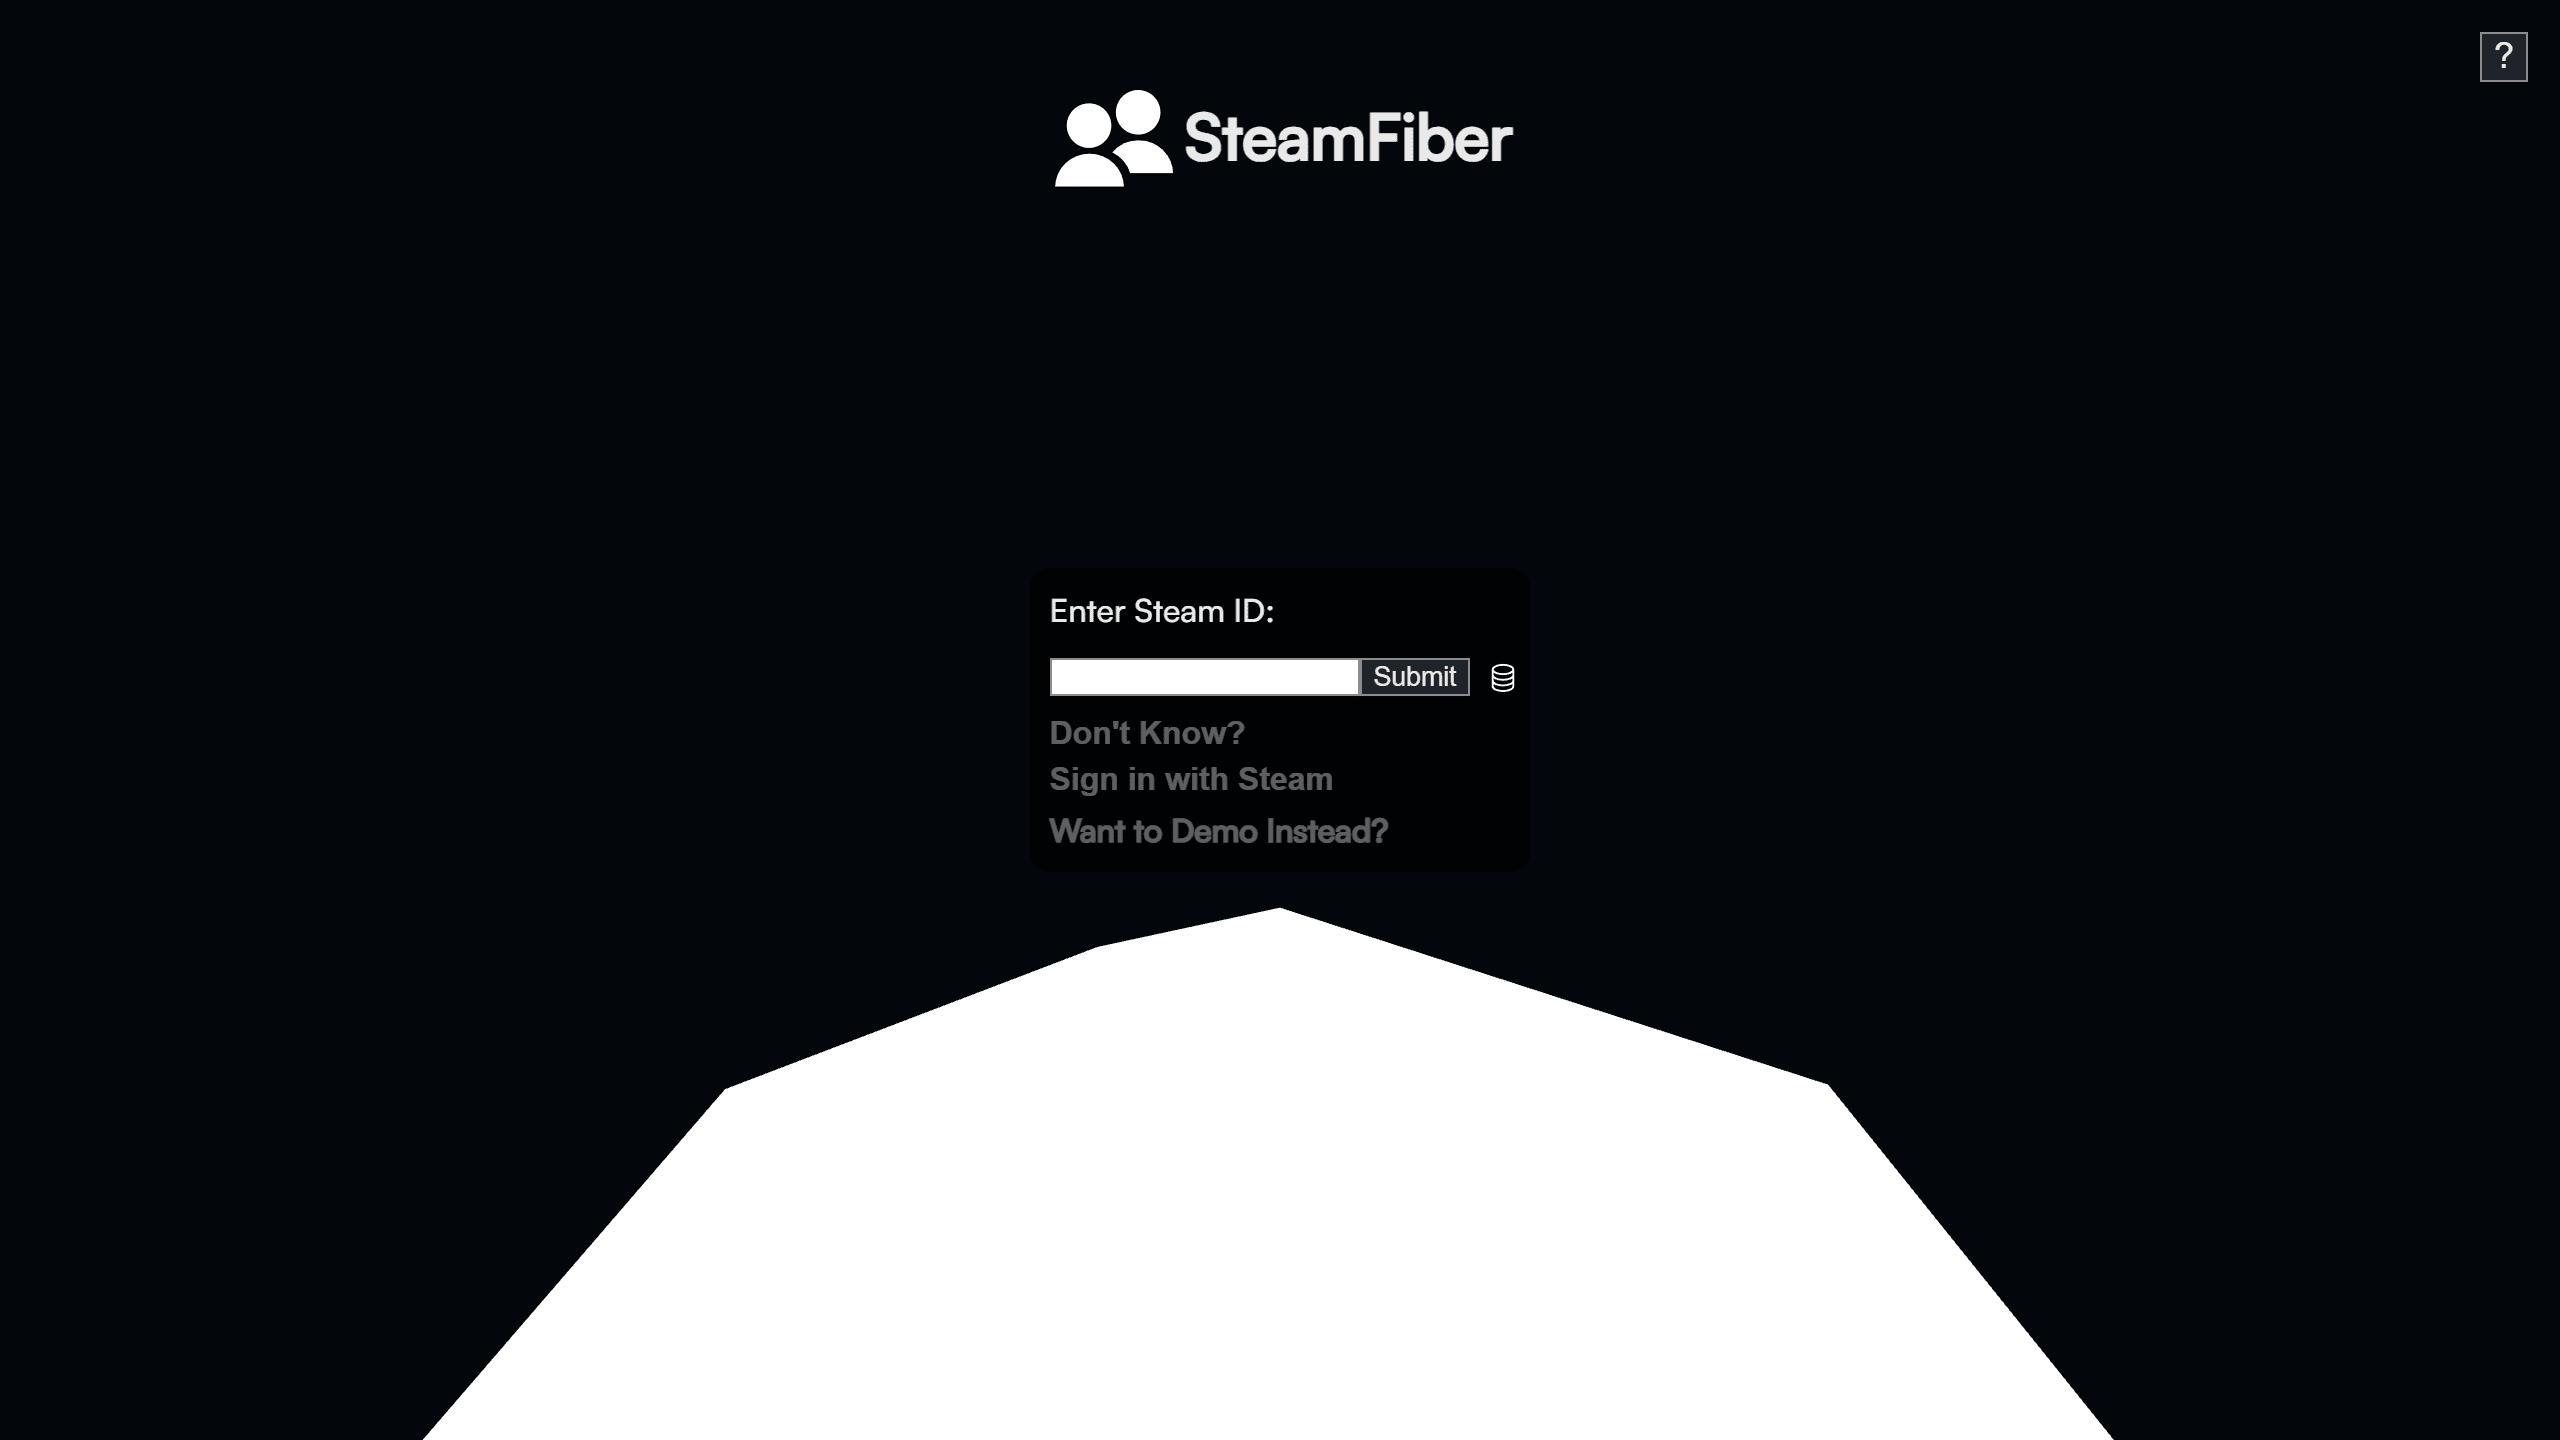 ?
SteamFiber
Enter Steam ID:
Submit
Don't Know?
Sign in with Steam
Want to Demo Instead?